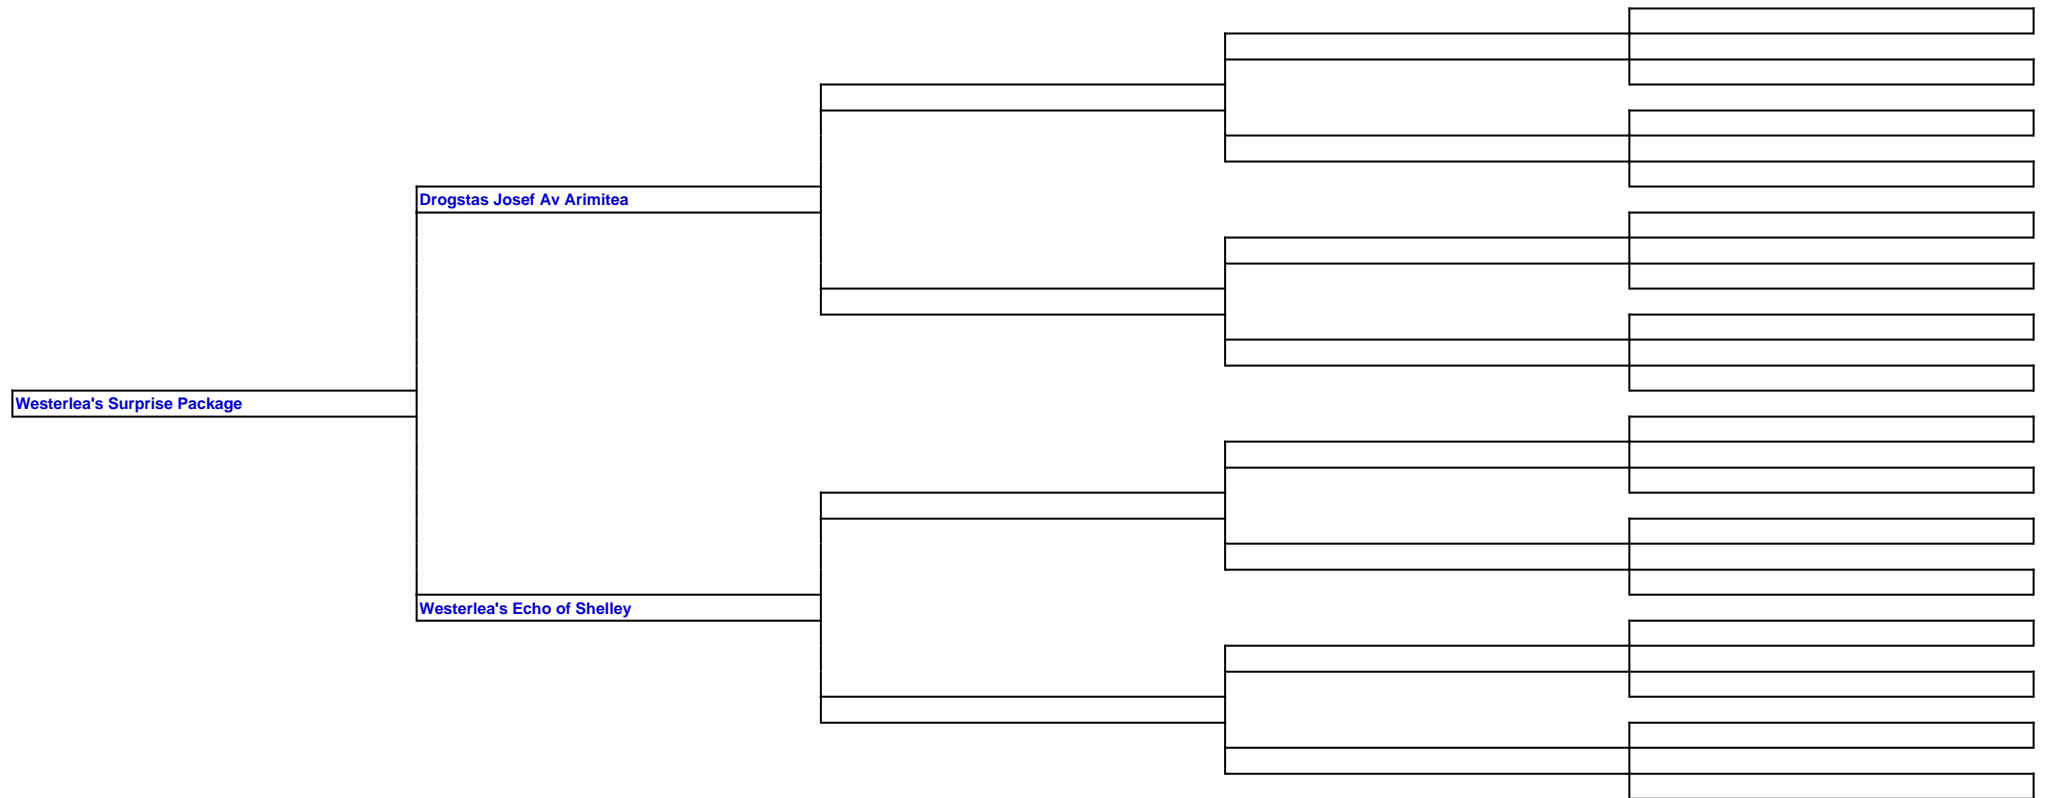 Drogstas Josef Av Arimitea
Westerlea's Surprise Package
Westerlea's Echo of Shelley